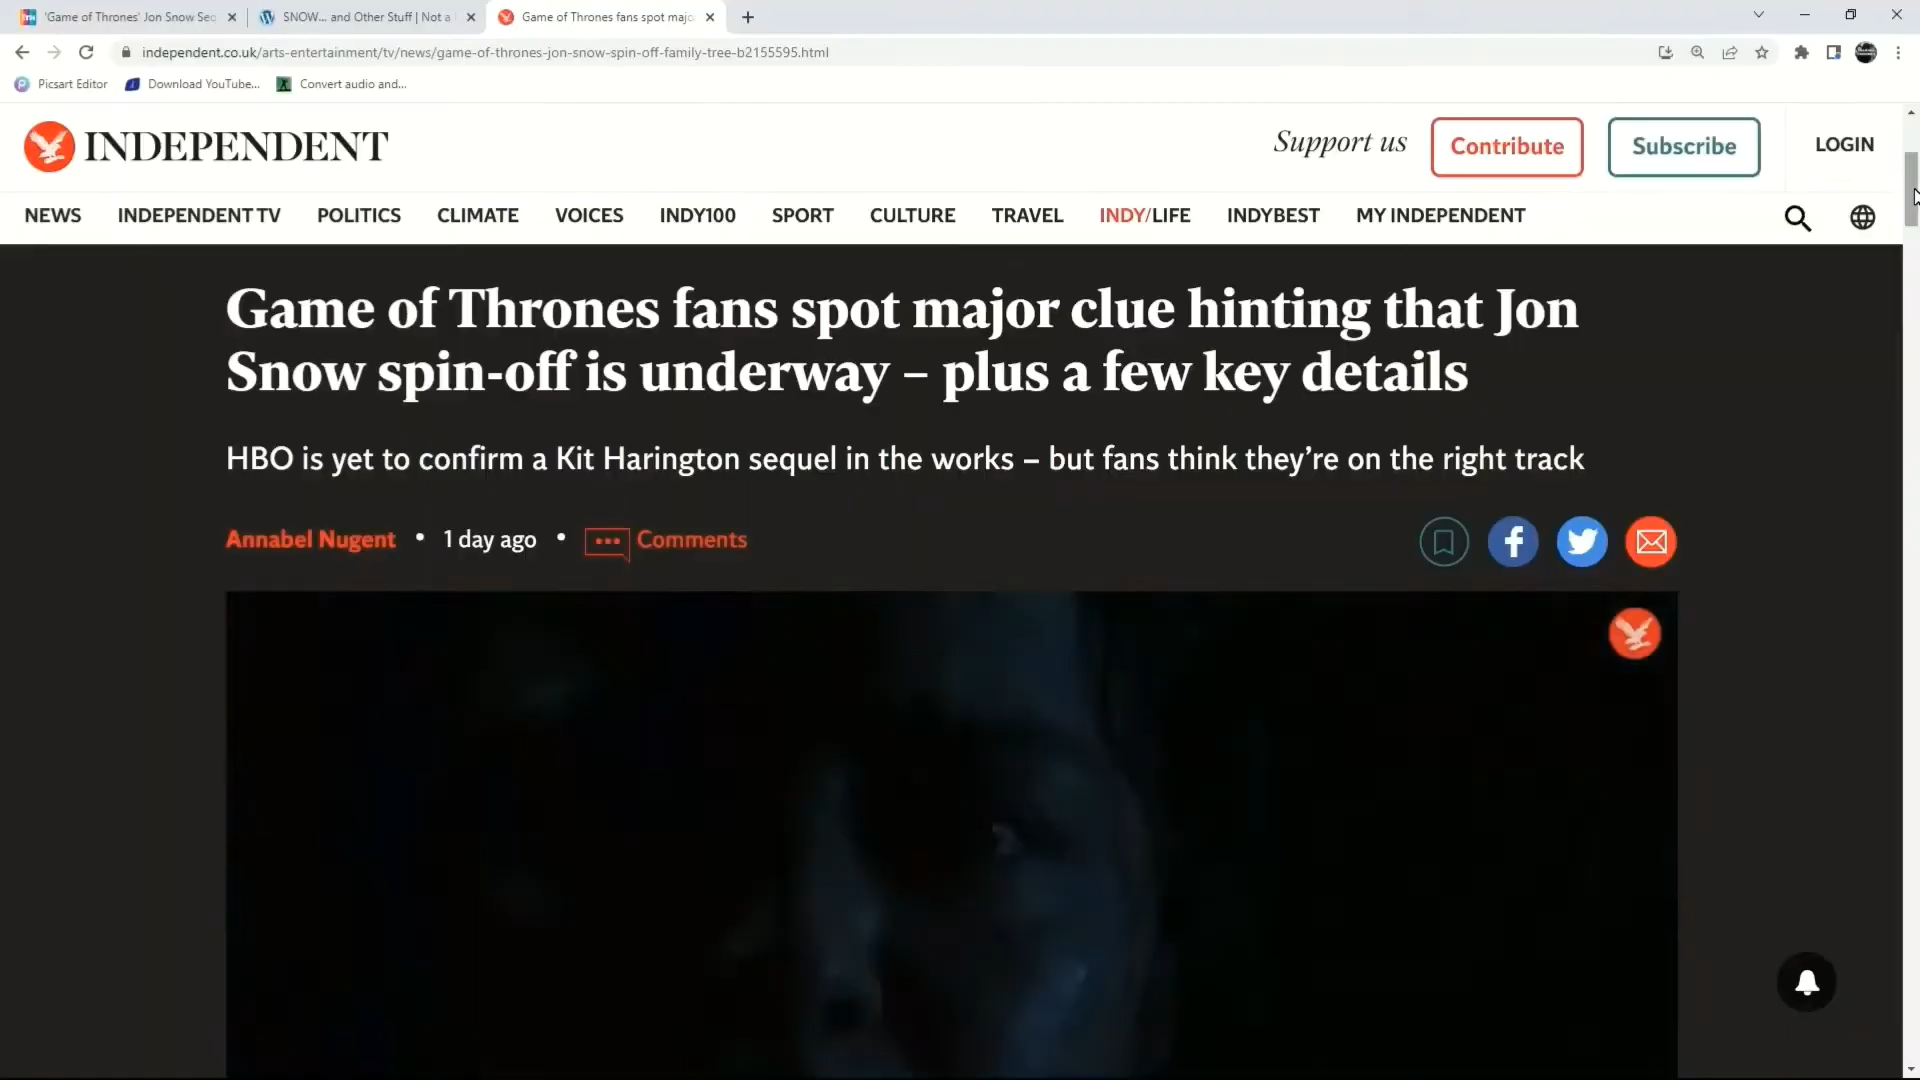 'Game of Thrones' Jon Snow Seq
SNOW... and Other Stuff | Not a
Game of Thrones fans spot majo
independent.co.uk/arts-entertainment/tv/news/game-of-thrones-jon-snow-spin-off-family-tree-b2155595.html
Picsart Editor
Download YouTube...
Convert audio and...
INDEPENDENT
Support us
Contribute
Subscribe
LOGIN
NEWS
INDEPENDENT TV
POLITICS
CLIMATE
VOICES
INDY100
SPORT
CULTURE
TRAVEL
INDY/LIFE
INDYBEST
MY INDEPENDENT
Game of Thrones fans spot major clue hinting that Jon
Snow spin-off is underway – plus a few key details
HBO is yet to confirm a Kit Harington sequel in the works – but fans think they’re on the right track
Annabel Nugent • 1 day ago • Comments